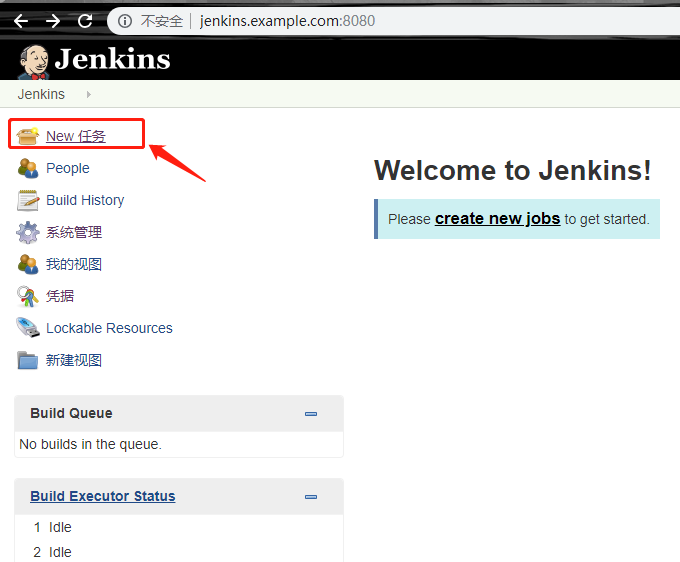 不安全 jenkins.example.com:8080
Jenkins
Jenkins
New 任务
People
Build History
系统管理
我的视图
凭据
Lockable Resources
新建视图
Welcome to Jenkins!
Please create new jobs to get started.
Build Queue
No builds in the queue.
Build Executor Status
1 Idle
2 Idle